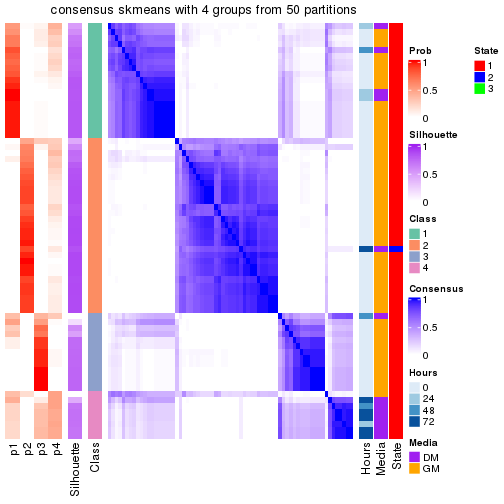 consensus skmeans with 4 groups from 50 partitions
Prob
1
0.5
0
Silhouette
1
0.5
0
Class
1
2
3
4
Consensus
1
0.5
0
Hours
0
24
48
72
Media
DM
GM
State
1
2
3
p1
p2
p3
p4
Silhouette
Class
Hours
Media
State